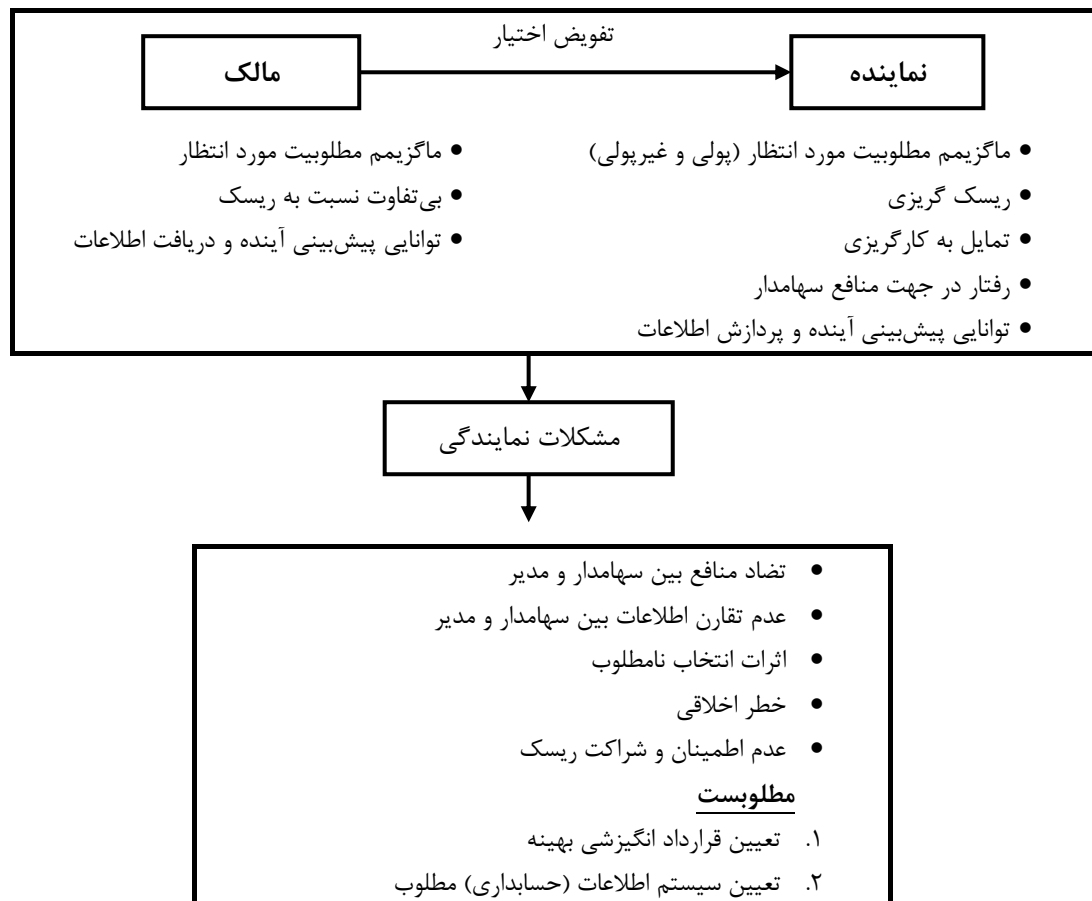 تفویض اختیار
نماینده
مالک
• ماگزیمم مطلوبیت مورد انتظار (پولی و غیرپولی)
• ریسک گریزی
• تمایل به کارگریزی
• رفتار در جهت منافع سهامدار
• توانایی پیش‌بینی آینده و پردازش اطلاعات
• ماگزیمم مطلوبیت مورد انتظار
• بی‌تفاوت نسبت به ریسک
• توانایی پیش‌بینی آینده و دریافت اطلاعات
مشکلات نمایندگی
• تضاد منافع بین سهامدار و مدیر
• عدم تقارن اطلاعات بین سهامدار و مدیر
• اثرات انتخاب نامطلوب
• خطر اخلاقی
• عدم اطمینان و شراکت ریسک
مطلوبست
۱. تعیین قرارداد انگیزشی بهینه
۲. تعیین سیستم اطلاعات (حسابداری) مطلوب